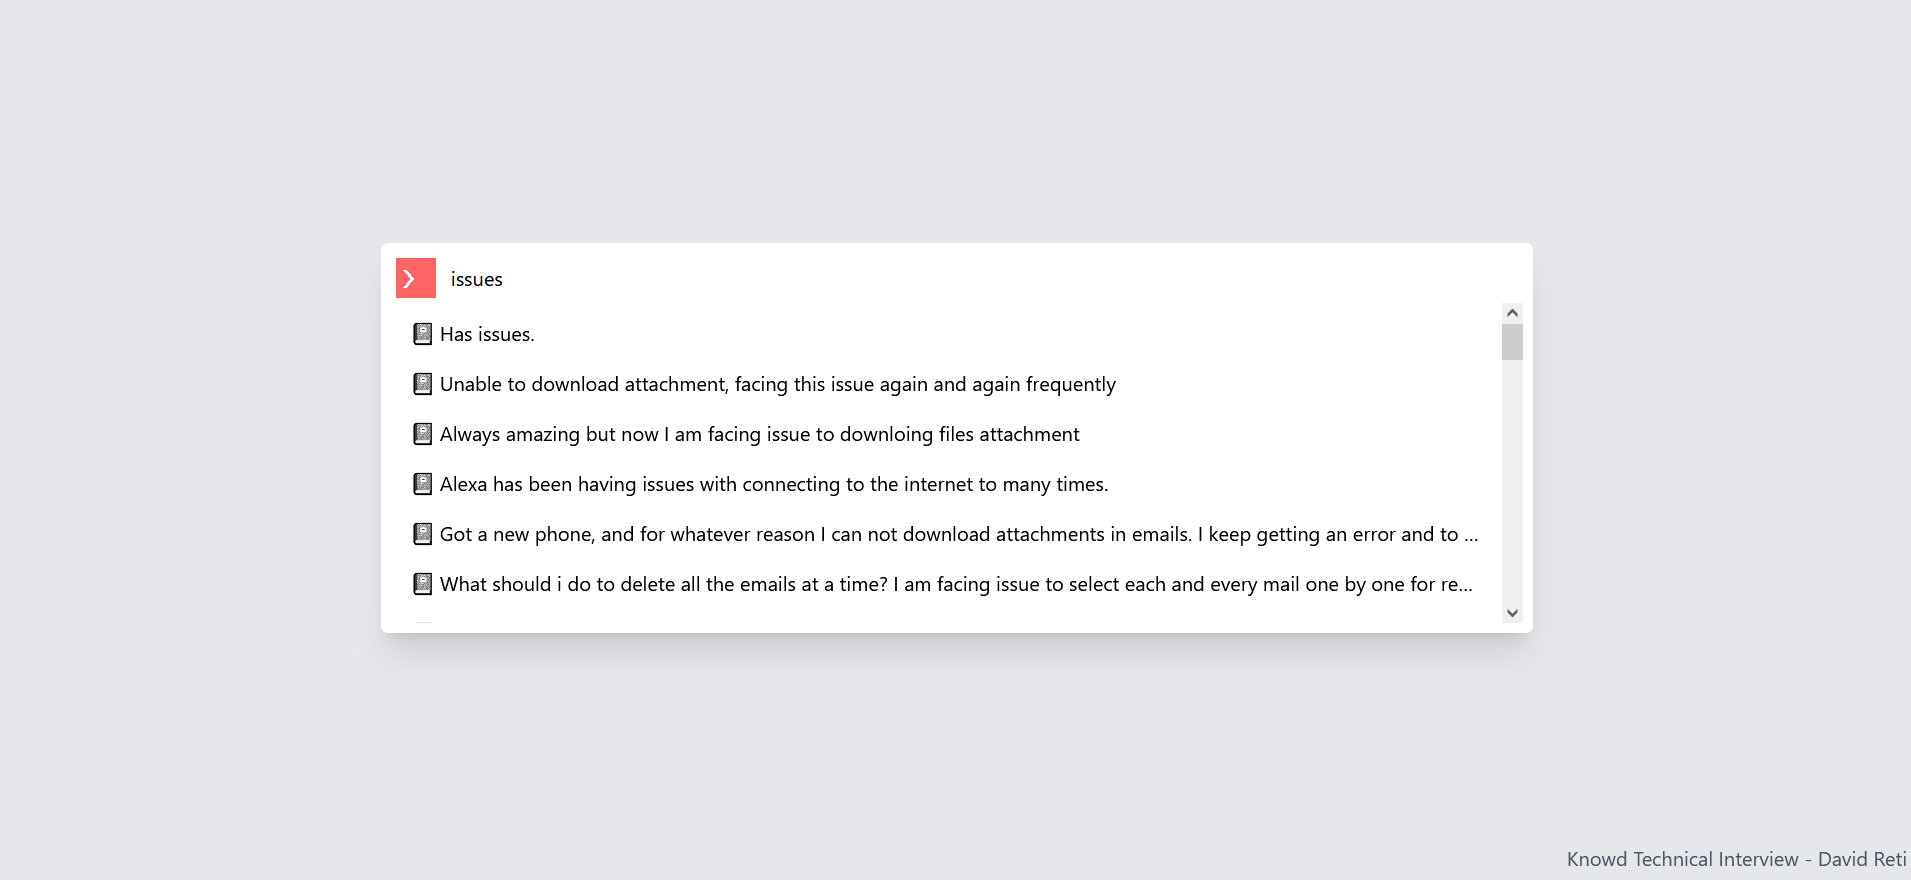 issues
Has issues.
Unable to download attachment, facing this issue again and again frequently
Always amazing but now I am facing issue to downloing files attachment
Alexa has been having issues with connecting to the internet to many times.
Got a new phone, and for whatever reason I can not download attachments in emails. I keep getting an error and to ...
What should i do to delete all the emails at a time? I am facing issue to select each and every mail one by one for re...
Knowd Technical Interview - David Reti